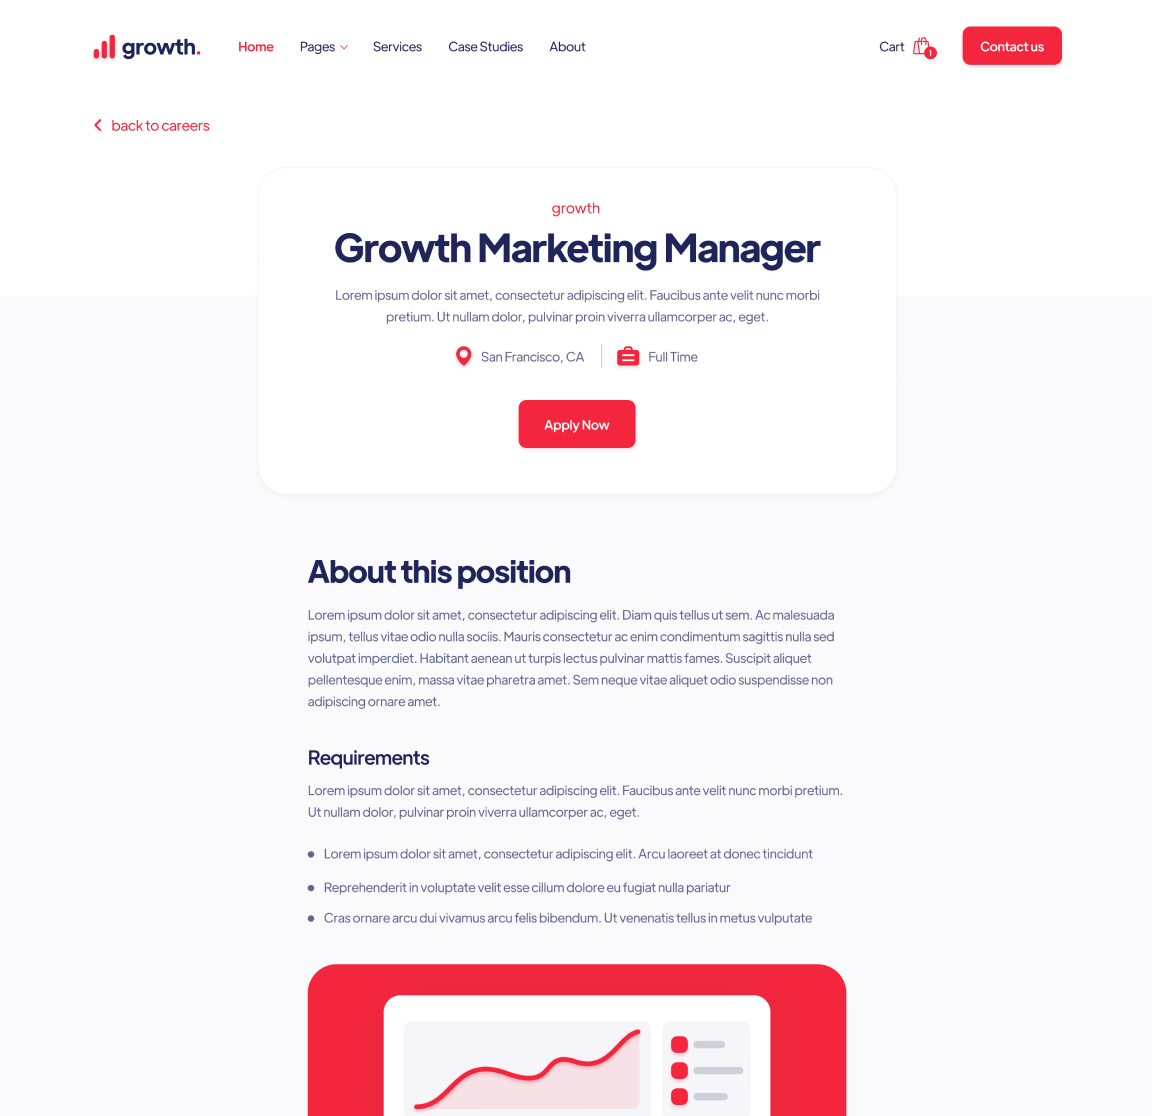 growth.
Home
Pages
Services
Case Studies
About
Cart
1
Contact us
back to careers
growth
Growth Marketing Manager
Lorem ipsum dolor sit amet, consectetur adipiscing elit. Faucibus ante velit nunc morbi
pretium. Ut nullam dolor, pulvinar proin viverra ullamcorper ac, eget.
San Francisco, CA
Full Time
Apply Now
About this position
Lorem ipsum dolor sit amet, consectetur adipiscing elit. Diam quis tellus ut sem. Ac malesuada
ipsum, tellus vitae odio nulla sociis. Mauris consectetur ac enim condimentum sagittis nulla sed
volutpat imperdiet. Habitant aenean ut turpis lectus pulvinar mattis fames. Suscipit aliquet
pellentesque enim, massa vitae pharetra amet. Sem neque vitae aliquet odio suspendisse non
adipiscing ornare amet.
Requirements
Lorem ipsum dolor sit amet, consectetur adipiscing elit. Faucibus ante velit nunc morbi pretium.
Ut nullam dolor, pulvinar proin viverra ullamcorper ac, eget.
Lorem ipsum dolor sit amet, consectetur adipiscing elit. Arcu laoreet at donec tincidunt
Reprehenderit in voluptate velit esse cillum dolore eu fugiat nulla pariatur
Cras ornare arcu dui vivamus arcu felis bibendum. Ut venenatis tellus in metus vulputate